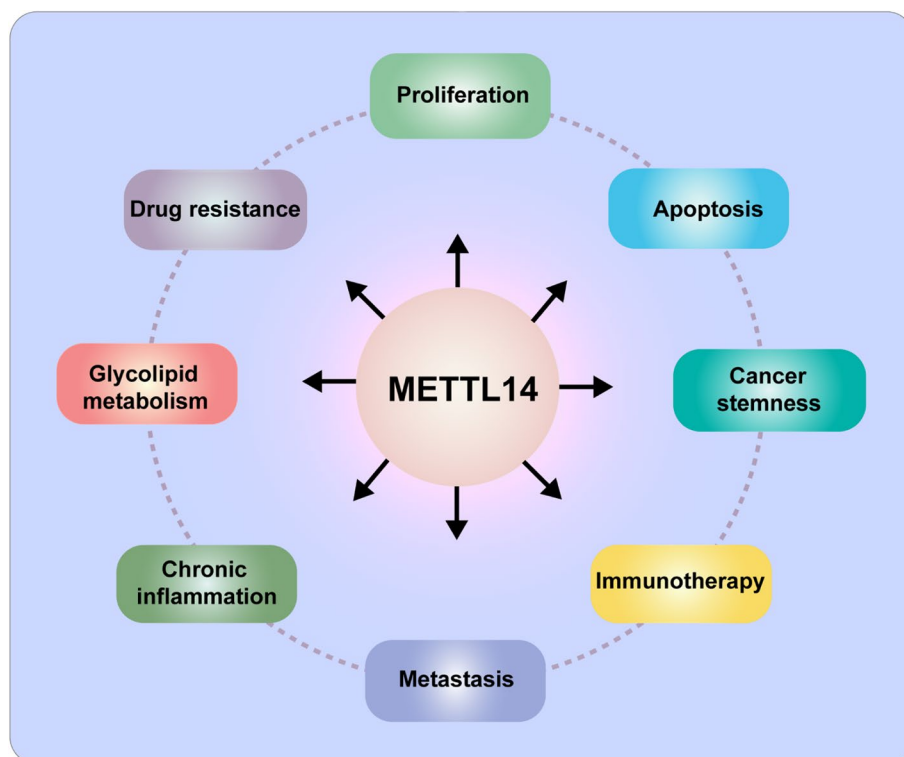 Proliferation
Drug resistance
Apoptosis
Glycolipid
metabolism
METTL14
Cancer
stemness
Chronic
inflammation
Immunotherapy
Metastasis